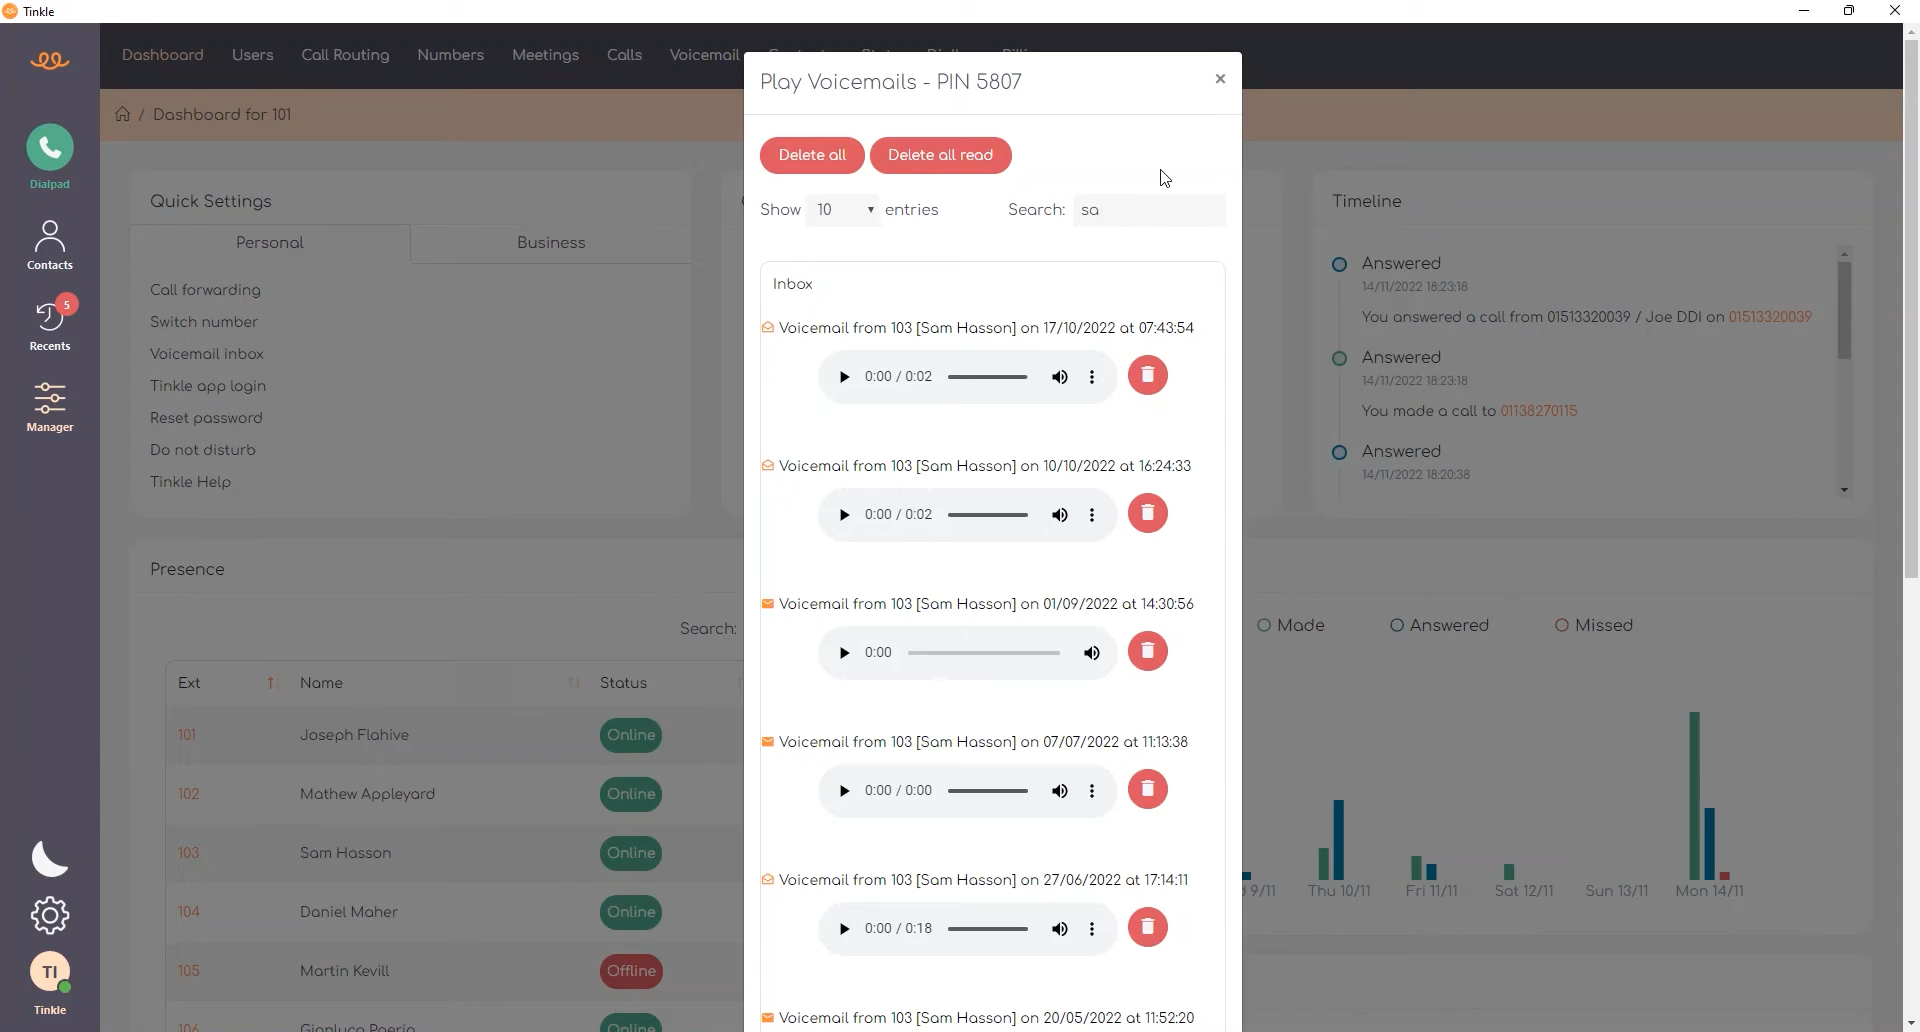 Tinkle
Dashboard Users Call Routing Numbers Meetings Calls Voicemail
Dialpad
Contacts
5
Recents
Manager
TI
Tinkle
/ Dashboard for 101
Quick Settings
Personal Business
Call forwarding
Switch number
Voicemail inbox
Tinkle app login
Reset password
Do not disturb
Tinkle Help
Presence
Search:
Ext Name Status
101 Joseph Flahive Online
102 Mathew Appleyard Online
103 Sam Hasson Online
104 Daniel Maher Online
105 Martin Kevill Offline
106 Gianluca Online
Play Voicemails - PIN 5807 ×
Delete all Delete all read
Show 10 entries Search: sa
Inbox
Voicemail from 103 [Sam Hasson] on 17/10/2022 at 07:43:54
0:00 / 0:02
Voicemail from 103 [Sam Hasson] on 10/10/2022 at 16:24:33
0:00 / 0:02
Voicemail from 103 [Sam Hasson] on 01/09/2022 at 14:30:56
0:00
Voicemail from 103 [Sam Hasson] on 07/07/2022 at 11:13:38
0:00 / 0:00
Voicemail from 103 [Sam Hasson] on 27/06/2022 at 17:14:11
0:00 / 0:18
Voicemail from 103 [Sam Hasson] on 20/05/2022 at 11:52:20
Timeline
Answered
14/11/2022 18:23:18
You answered a call from 01513320039 / Joe DDI on 01513320039
Answered
14/11/2022 18:23:18
You made a call to 01138270115
Answered
14/11/2022 18:20:38
Made Answered Missed
9/11 Thu 10/11 Fri 11/11 Sat 12/11 Sun 13/11 Mon 14/11